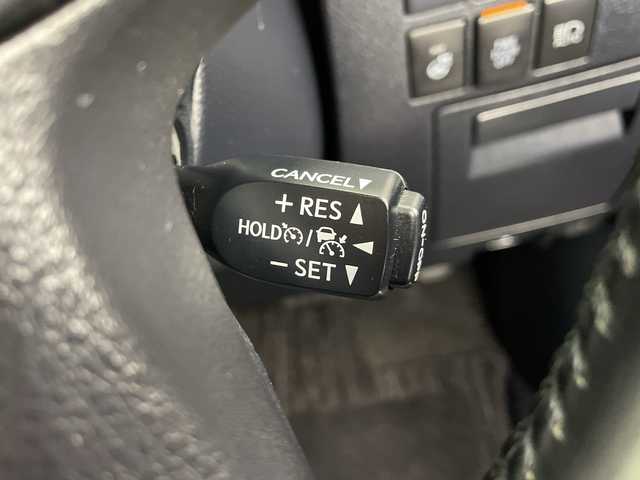 CANCEL▼
+ RES ▲
HOLD / ◀
− SET ▼
ON-OFF